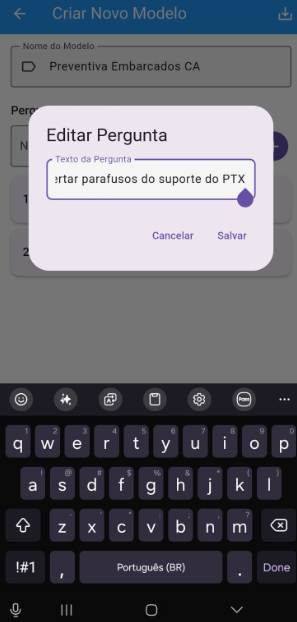 Criar Novo Modelo
Nome do Modelo
Preventiva Embarcados CA
Editar Pergunta
Texto da Pergunta
ertar parafusos do suporte do PTX
Cancelar Salvar
1
2
1 2 3 4 5 6 7 8 9 0
q w e r t y u i o p
! @ # $ % & * ( )
a s d f g h j k l
z x c v b n m
!#1 , Português (BR) . Done